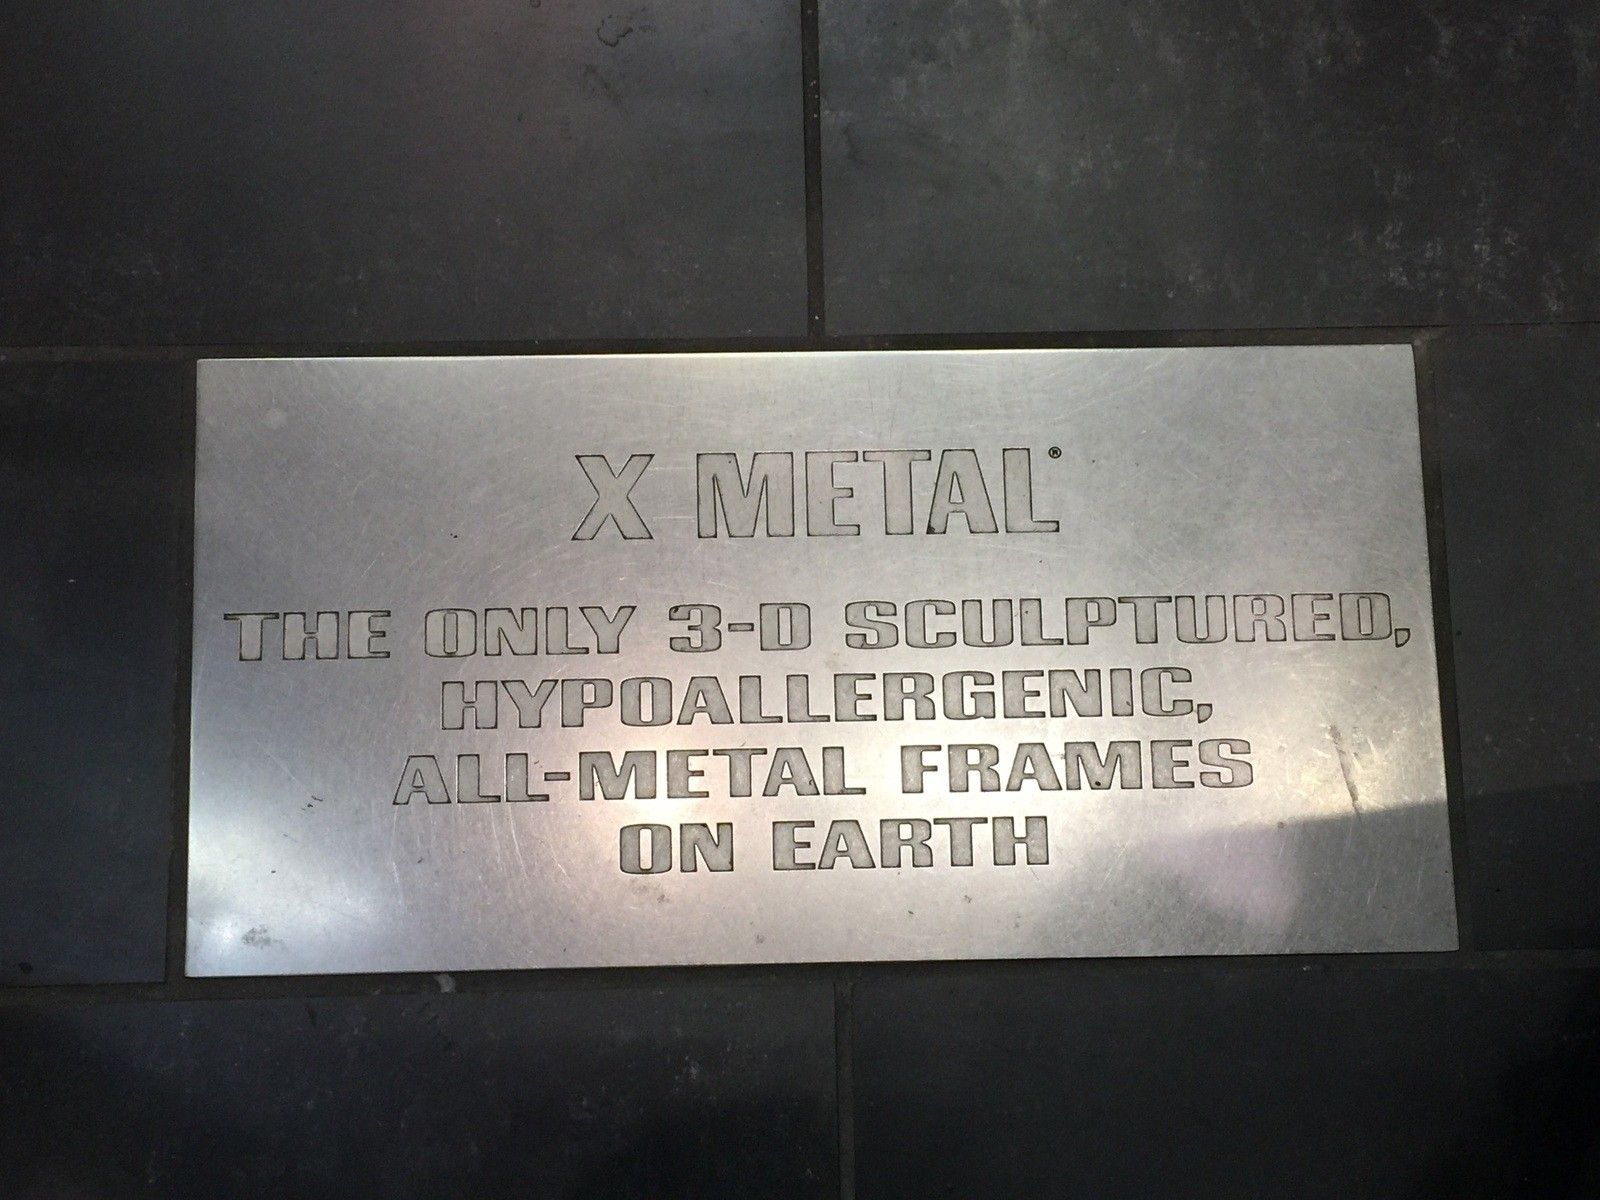 X METAL®
THE ONLY 3-D SCULPTURED,
HYPOALLERGENIC,
ALL-METAL FRAMES
ON EARTH